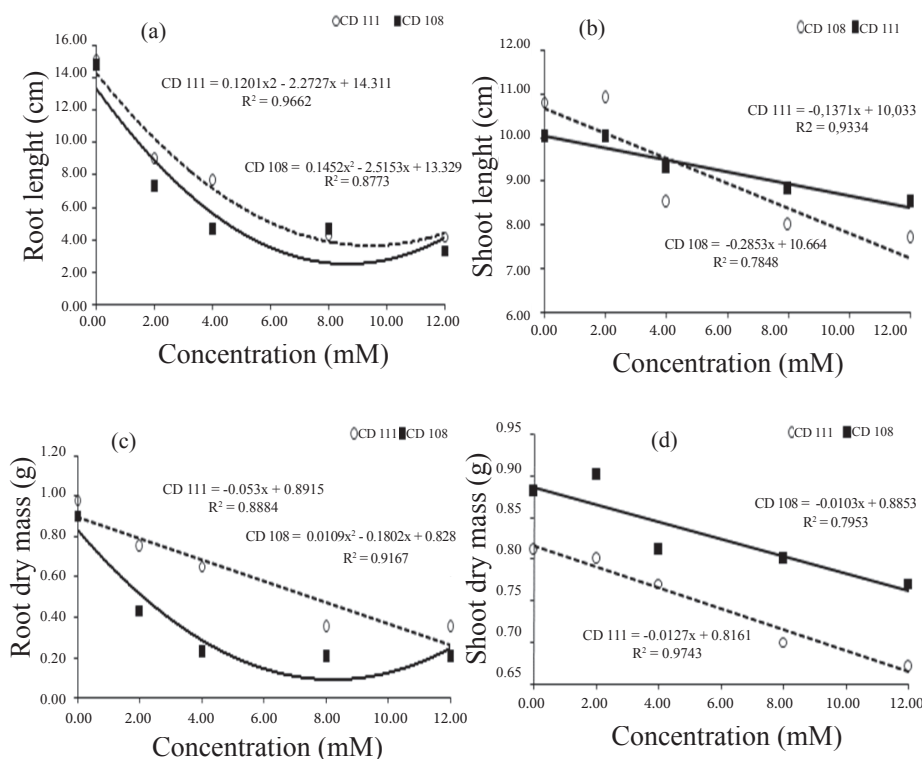 (a)
CD 111 CD 108
Root lenght (cm)
16.00
14.00
12.00
10.00
8.00
6.00
4.00
2.00
0.00
CD 111 = 0.1201x2 - 2.2727x + 14.311
R² = 0.9662
CD 108 = 0.1452x² - 2.5153x + 13.329
R² = 0.8773
0.00 2.00 4.00 6.00 8.00 10.00 12.00
Concentration (mM)
(b)
CD 108 CD 111
Shoot lenght (cm)
12.00
11.00
10.00
9.00
8.00
7.00
6.00
CD 111 = -0,1371x + 10,033
R2 = 0,9334
CD 108 = -0.2853x + 10.664
R² = 0.7848
0.00 2.00 4.00 6.00 8.00 10.00 12.00
Concentration (mM)
(c)
CD 111 CD 108
Root dry mass (g)
1.20
1.00
0.80
0.60
0.40
0.20
0.00
CD 111 = -0.053x + 0.8915
R² = 0.8884
CD 108 = 0.0109x² - 0.1802x + 0.828
R² = 0.9167
0.00 2.00 4.00 6.00 8.00 10.00 12.00
Concentration (mM)
(d)
CD 111 CD 108
Shoot dry mass (g)
0.95
0.90
0.85
0.80
0.75
0.70
0.65
CD 108 = -0.0103x + 0.8853
R² = 0.7953
CD 111 = -0.0127x + 0.8161
R² = 0.9743
0.00 2.00 4.00 6.00 8.00 10.00 12.00
Concentration (mM)